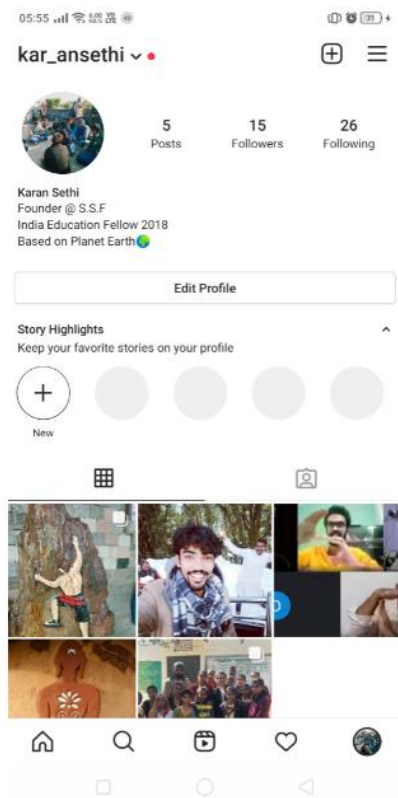 05:55
71
kar_ansethi
5 15 26
Posts Followers Following
Karan Sethi
Founder @ S.S.F
India Education Fellow 2018
Based on Planet Earth🌏
Edit Profile
Story Highlights
Keep your favorite stories on your profile
New